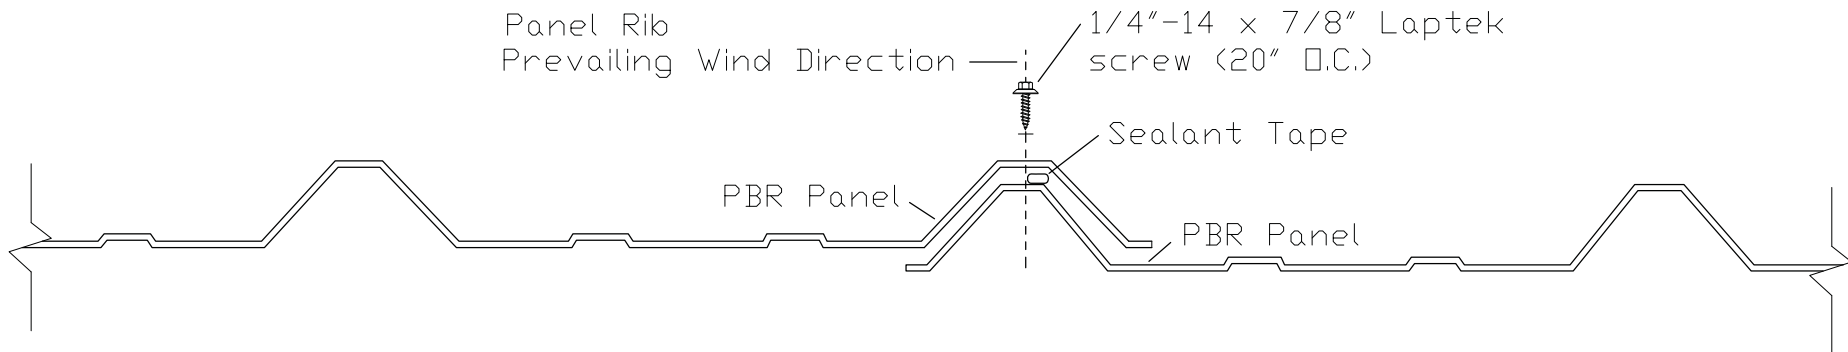 Panel Rib
Prevailing Wind Direction
1/4"-14 x 7/8" Laptek
screw (20" O.C.)
Sealant Tape
PBR Panel
PBR Panel